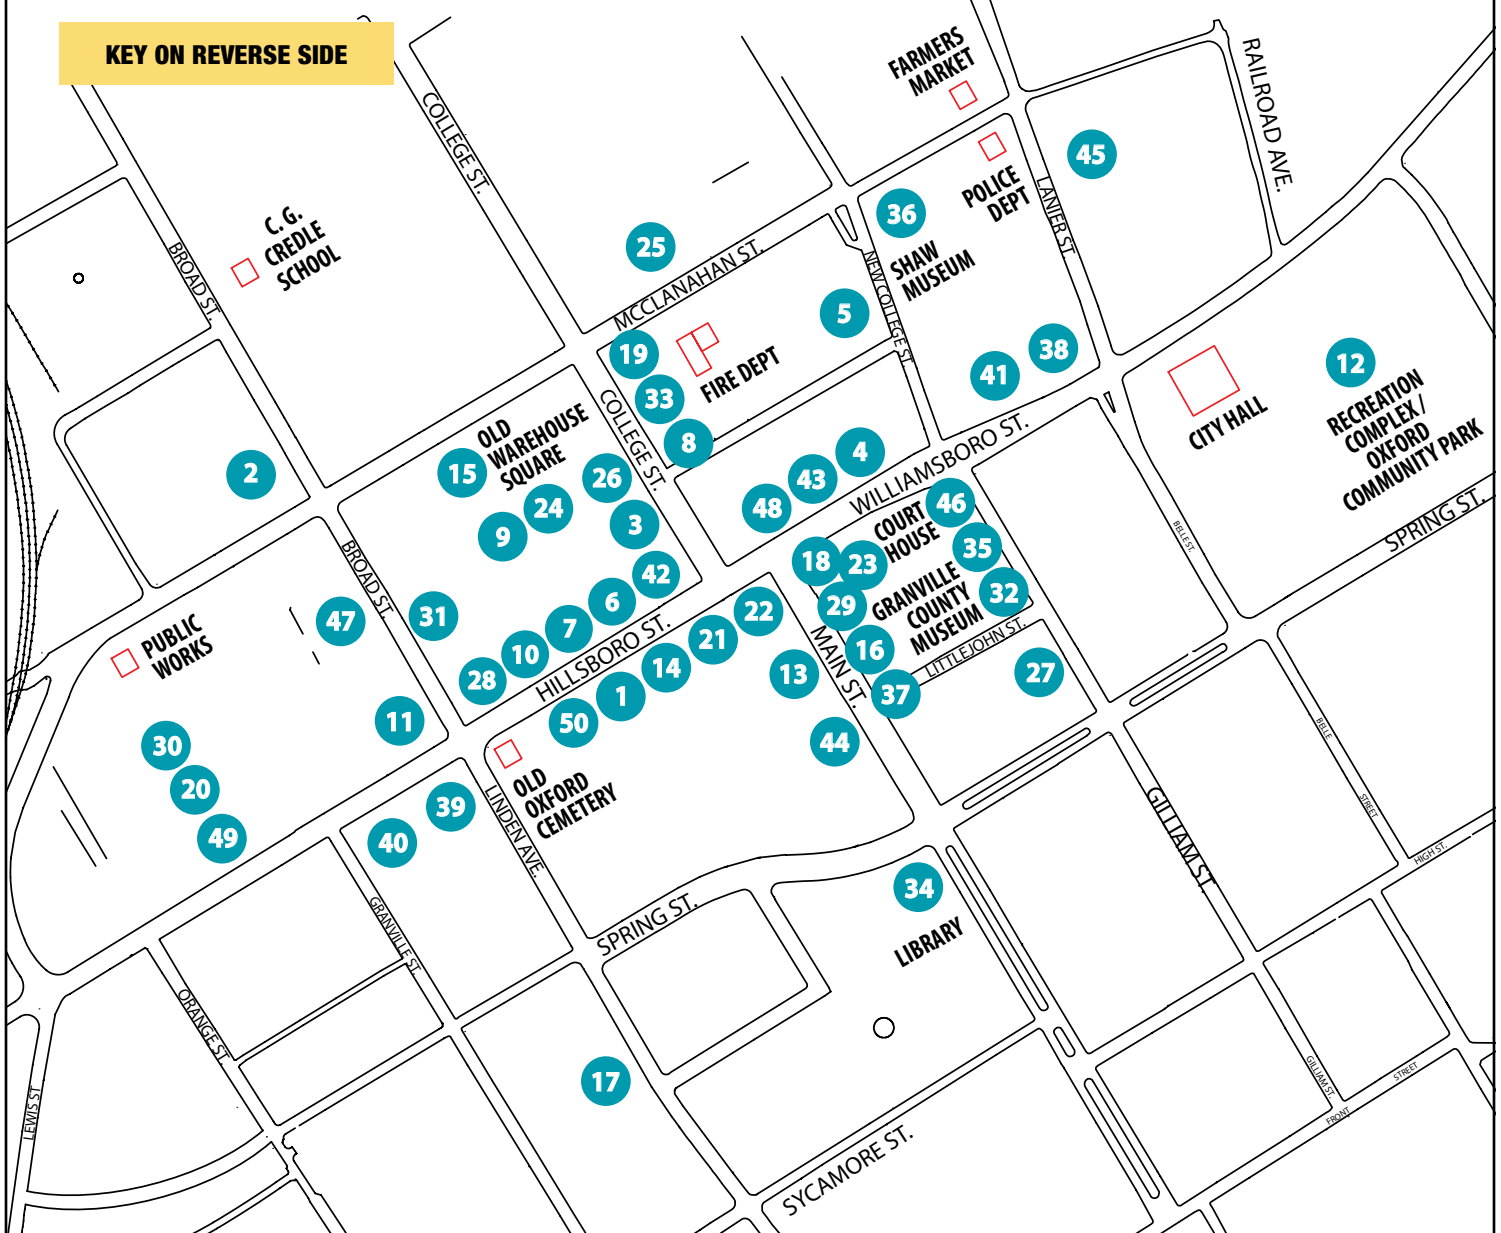 KEY ON REVERSE SIDE
FARMERS
MARKET
RAILROAD AVE.
COLLEGE ST.
45
POLICE
DEPT
LANIER ST
36
C. G.
CREDLE
SCHOOL
BROAD ST.
25
MCCLANAHAN ST.
SHAW
MUSEUM
NEW COLLEGE ST.
5
19
FIRE DEPT
33
8
38
41
CITY HALL
12
RECREATION
COMPLEX /
OXFORD
COMMUNITY PARK
SPRING ST.
2
15
OLD
WAREHOUSE
SQUARE
COLLEGE ST.
26
24
9
3
4
43
48
WILLIAMSBORO ST.
46
COURT
HOUSE
18
23
35
29
GRANVILLE
COUNTY
MUSEUM
32
BELLE ST.
BROAD ST.
47
31
42
6
7
10
28
HILLSBORO ST.
22
21
14
1
50
13
MAIN ST.
16
37
LITTLEJOHN ST.
27
44
PUBLIC
WORKS
11
30
20
49
OLD
OXFORD
CEMETERY
39
40
LINDEN AVE.
BELLE
STREET
HIGH ST.
GILLIAM ST.
GRANVILLE ST.
SPRING ST.
34
LIBRARY
ORANGE ST.
17
LEWIS ST
SYCAMORE ST.
GILLIAM ST.
STREET
FRONT